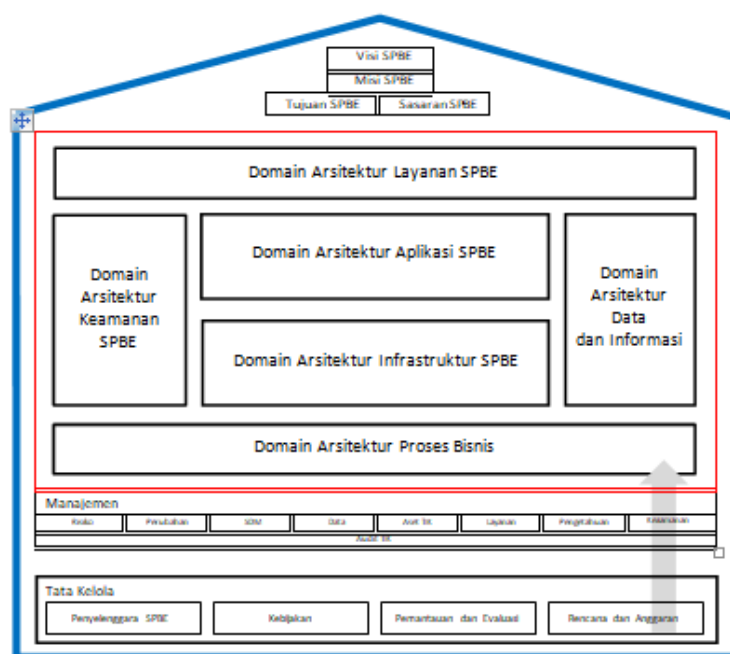 Visi SPBE
Misi SPBE
Tujuan SPBE Sasaran SPBE
Domain Arsitektur Layanan SPBE
Domain Arsitektur Aplikasi SPBE
Domain
Arsitektur
Keamanan
SPBE
Domain
Arsitektur
Data
dan Informasi
Domain Arsitektur Infrastruktur SPBE
Domain Arsitektur Proses Bisnis
Manajemen
Risiko Perubahan SDM Data Aset TIK Layanan Pengetahuan Keamanan
Audit TIK
Tata Kelola
Penyelenggara SPBE Kebijakan Pemantauan dan Evaluasi Rencana dan Anggaran